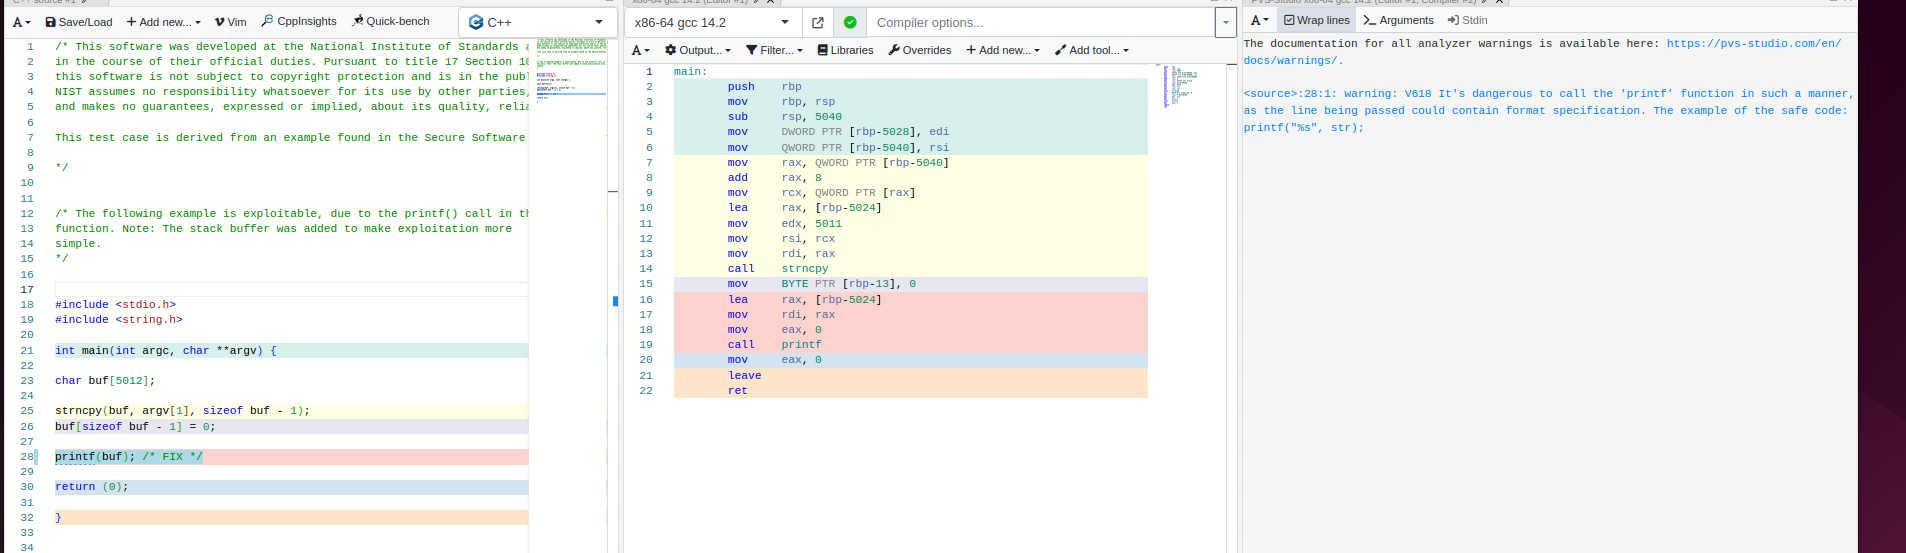 Save/Load
Add new...
Vim
CppInsights
Quick-bench
C++
1 /* This software was developed at the National Institute of Standards
2 in the course of their official duties. Pursuant to title 17 Section
3 this software is not subject to copyright protection and is in the
4 NIST assumes no responsibility whatsoever for its use by other parties,
5 and makes no guarantees, expressed or implied, about its quality,
6
7 This test case is derived from an example found in the Secure Software
8
9 */
10
11
12 /* The following example is exploitable, due to the printf() call in
13 function. Note: The stack buffer was added to make exploitation more
14 simple.
15 */
16
17
18 #include <stdio.h>
19 #include <string.h>
20
21 int main(int argc, char **argv) {
22
23 char buf[5012];
24
25 strncpy(buf, argv[1], sizeof buf - 1);
26 buf[sizeof buf - 1] = 0;
27
28 printf(buf); /* FIX */
29
30 return (0);
31
32 }
33
34
x86-64 gcc 14.2
Compiler options...
A
Output...
Filter...
Libraries
Overrides
Add new...
Add tool...
1 main:
2 push rbp
3 mov rbp, rsp
4 sub rsp, 5040
5 mov DWORD PTR [rbp-5028], edi
6 mov QWORD PTR [rbp-5040], rsi
7 mov rax, QWORD PTR [rbp-5040]
8 add rax, 8
9 mov rcx, QWORD PTR [rax]
10 lea rax, [rbp-5024]
11 mov edx, 5011
12 mov rsi, rcx
13 mov rdi, rax
14 call strncpy
15 mov BYTE PTR [rbp-13], 0
16 lea rax, [rbp-5024]
17 mov rdi, rax
18 mov eax, 0
19 call printf
20 mov eax, 0
21 leave
22 ret
A
Wrap lines
Arguments
Stdin
The documentation for all analyzer warnings is available here: https://pvs-studio.com/en/
docs/warnings/.
<source>:28:1: warning: V618 It's dangerous to call the 'printf' function in such a manner,
as the line being passed could contain format specification. The example of the safe code:
printf("%s", str);